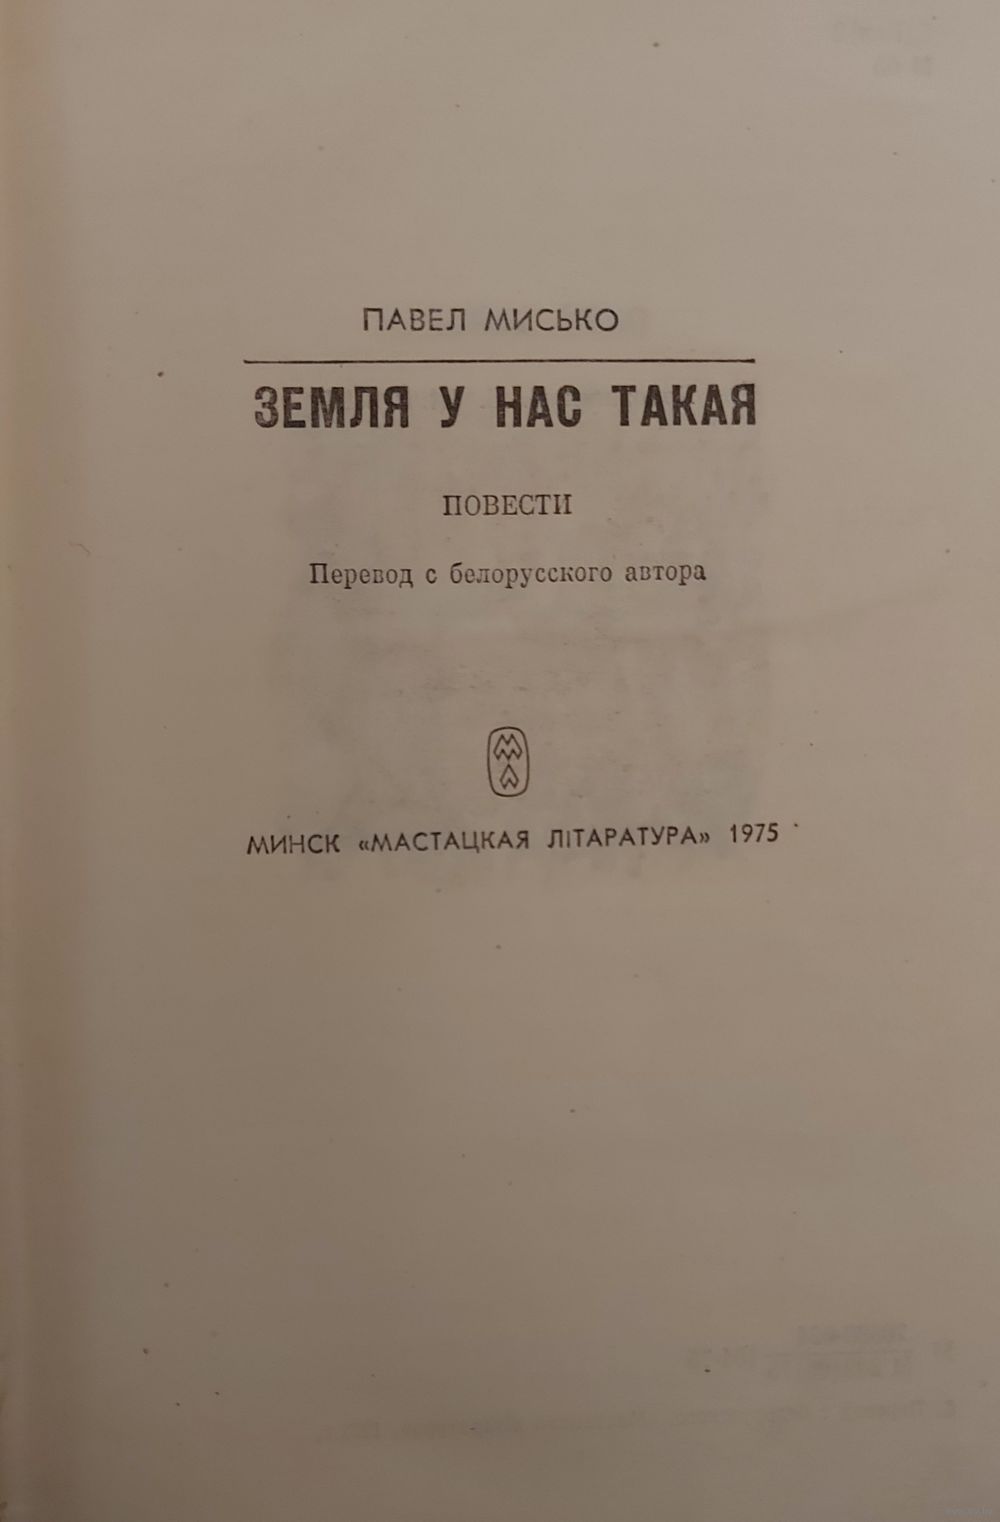 ПАВЕЛ МИСЬКО
ЗЕМЛЯ У НАС ТАКАЯ
ПОВЕСТИ
Перевод с белорусского автора
МИНСК «МАСТАЦКАЯ ЛІТАРАТУРА» 1975